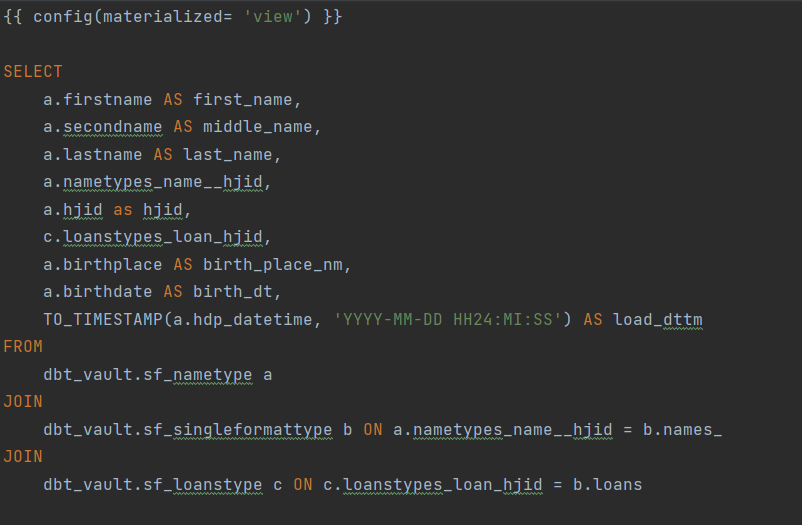 {{ config(materialized= 'view') }}
SELECT
a.firstname AS first_name,
a.secondname AS middle_name,
a.lastname AS last_name,
a.nametypes_name__hjid,
a.hjid as hjid,
c.loanstypes_loan_hjid,
a.birthplace AS birth_place_nm,
a.birthdate AS birth_dt,
TO_TIMESTAMP(a.hdp_datetime, 'YYYY-MM-DD HH24:MI:SS') AS load_dttm
FROM
dbt_vault.sf_nametype a
JOIN
dbt_vault.sf_singleformattype b ON a.nametypes_name__hjid = b.names_
JOIN
dbt_vault.sf_loanstype c ON c.loanstypes_loan_hjid = b.loans